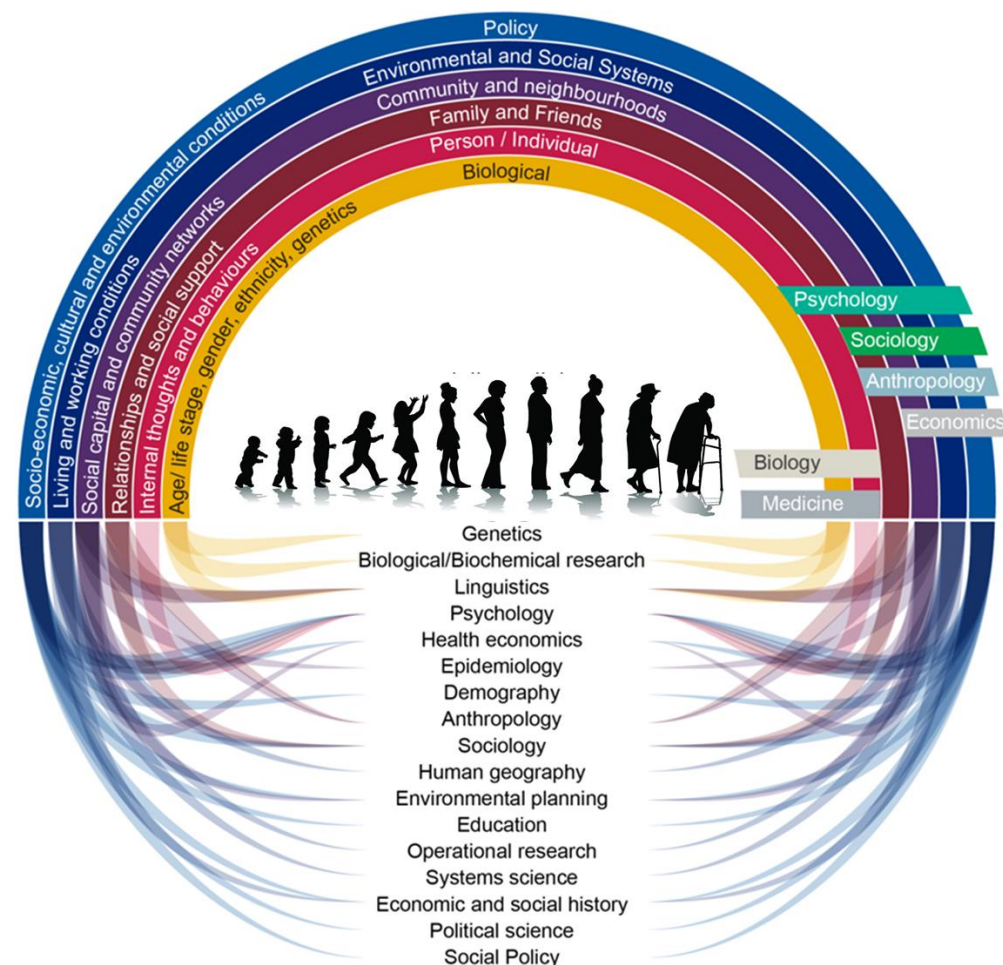 Policy
Environmental and Social Systems
Community and neighbourhoods
Family and Friends
Person / Individual
Biological
Socio-economic, cultural and environmental conditions
Living and working conditions
Social capital and community networks
Relationships and social support
Internal thoughts and behaviours
Age/ life stage, gender, ethnicity, genetics
Psychology
Sociology
Anthropology
Economics
Biology
Medicine
Genetics
Biological/Biochemical research
Linguistics
Psychology
Health economics
Epidemiology
Demography
Anthropology
Sociology
Human geography
Environmental planning
Education
Operational research
Systems science
Economic and social history
Political science
Social Policy